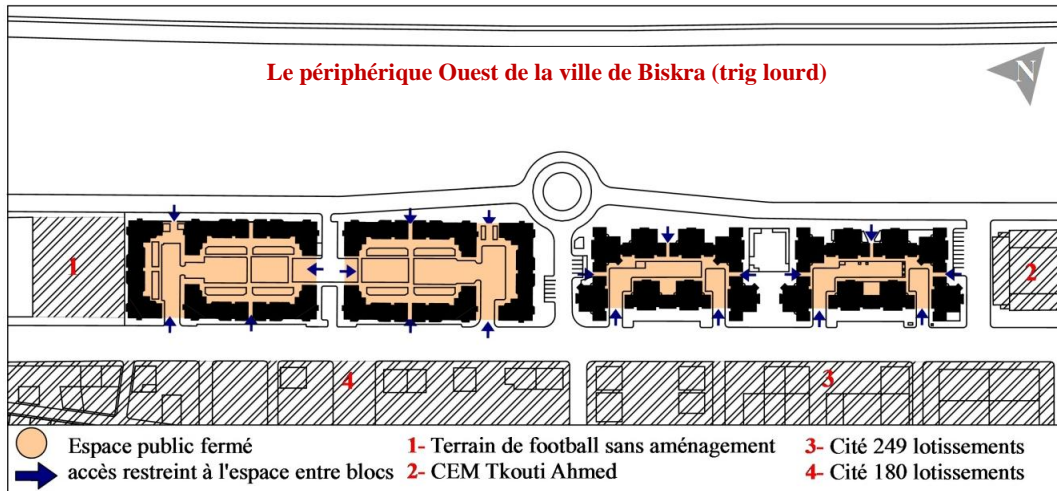 Le périphérique Ouest de la ville de Biskra (trig lourd)
N
1
2
4
3
Espace public fermé
1- Terrain de football sans aménagement
3- Cité 249 lotissements
accès restreint à l'espace entre blocs
2- CEM Tkouti Ahmed
4- Cité 180 lotissements